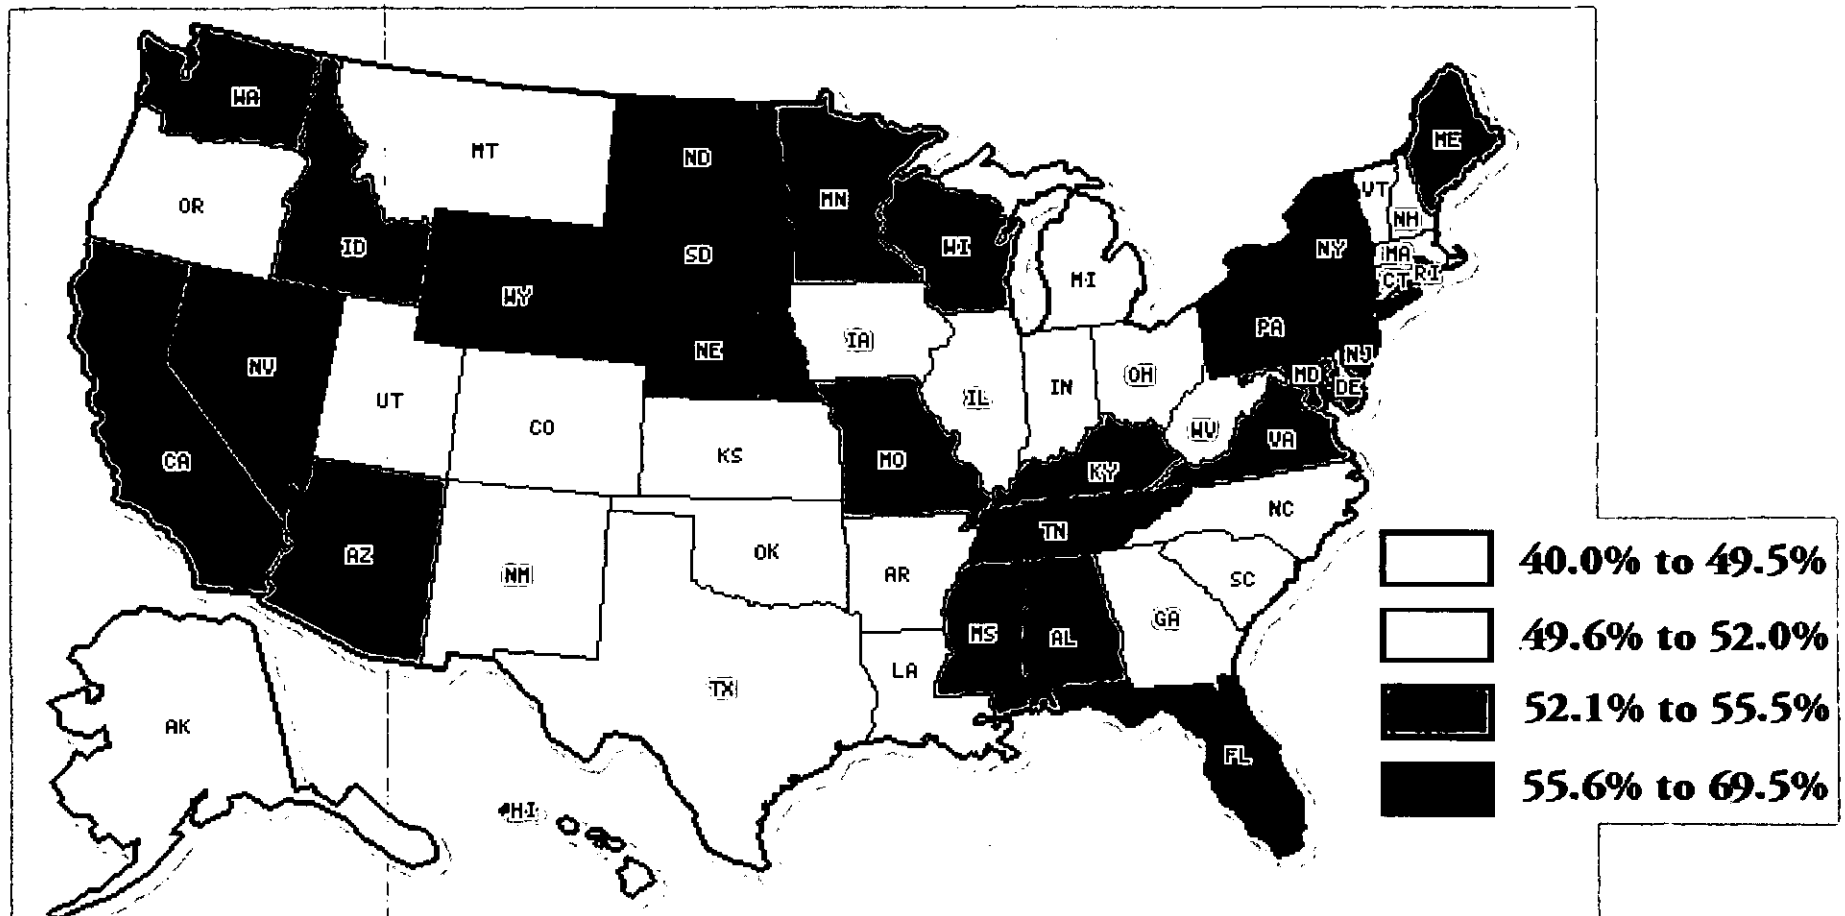 WA
MT
ND
MN
ME
OR
ID
SD
WI
MI
NY
VT
NH
MA
CT
RI
WY
NE
IA
PA
NJ
NV
UT
CO
IL
IN
OH
MD
DE
CA
KS
MO
KY
WV
VA
AZ
NM
OK
AR
TN
NC
SC
MS
AL
GA
TX
LA
FL
AK
HI
40.0% to 49.5%
49.6% to 52.0%
52.1% to 55.5%
55.6% to 69.5%